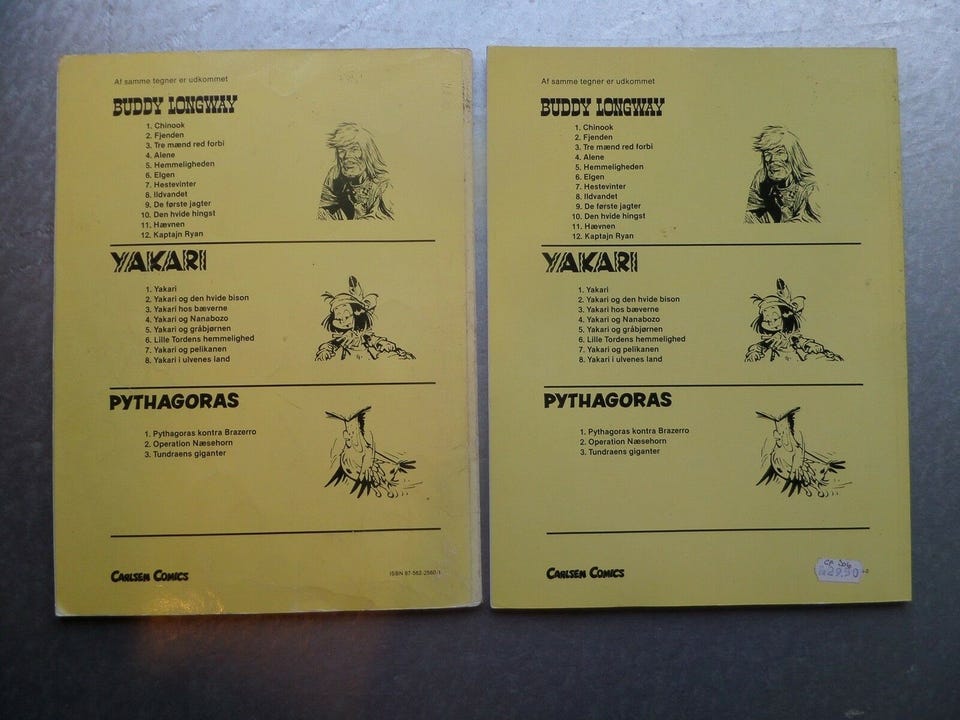 Af samme tegner er udkommet
BUDDY LONGWAY
1. Chinook
2. Fjenden
3. Tre mænd red forbi
4. Alene
5. Hemmeligheden
6. Elgen
7. Hestevinter
8. Ildvandet
9. De første jagter
10. Den hvide hingst
11. Hævnen
12. Kaptajn Ryan
YAKARI
1. Yakari
2. Yakari og den hvide bison
3. Yakari hos bæverne
4. Yakari og Nanabozo
5. Yakari og gråbjørnen
6. Lille Tordens hemmelighed
7. Yakari og pelikanen
8. Yakari i ulvenes land
PYTHAGORAS
1. Pythagoras kontra Brazerro
2. Operation Næsehorn
3. Tundraens giganter
CARLSEN COMICS
ISBN 87-562-2560-1
Af samme tegner er udkommet
BUDDY LONGWAY
1. Chinook
2. Fjenden
3. Tre mænd red forbi
4. Alene
5. Hemmeligheden
6. Elgen
7. Hestevinter
8. Ildvandet
9. De første jagter
10. Den hvide hingst
11. Hævnen
12. Kaptajn Ryan
YAKARI
1. Yakari
2. Yakari og den hvide bison
3. Yakari hos bæverne
4. Yakari og Nanabozo
5. Yakari og gråbjørnen
6. Lille Tordens hemmelighed
7. Yakari og pelikanen
8. Yakari i ulvenes land
PYTHAGORAS
1. Pythagoras kontra Brazerro
2. Operation Næsehorn
3. Tundraens giganter
CARLSEN COMICS
29,50